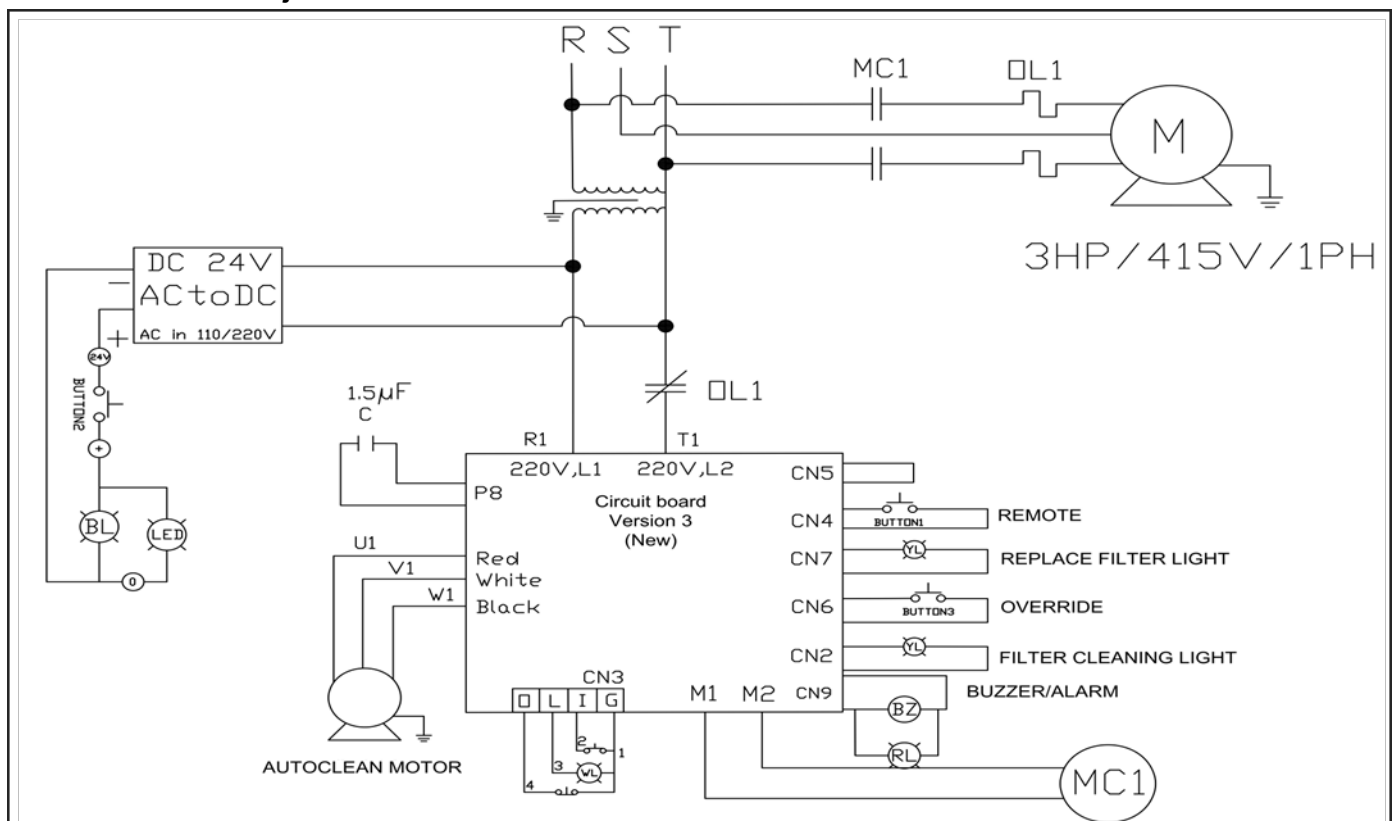 R S T
MC1 OL1
M
3HP/415V/1PH
DC 24V
−
ACtoDC
+ AC in 110/220V
24V
BUTTON2
+
BL LED
0
1.5µF
C
OL1
R1 T1
220V,L1 220V,L2
Circuit board
Version 3
(New)
P8
U1 Red
V1 White
W1 Black
AUTOCLEAN MOTOR
CN5
CN4 BUTTON1 REMOTE
CN7 YL REPLACE FILTER LIGHT
CN6 BUTTON3 OVERRIDE
CN2 YL FILTER CLEANING LIGHT
CN9 BUZZER/ALARM
BZ
RL
CN3
O L I G
2 1
3 WL
4
M1 M2
MC1